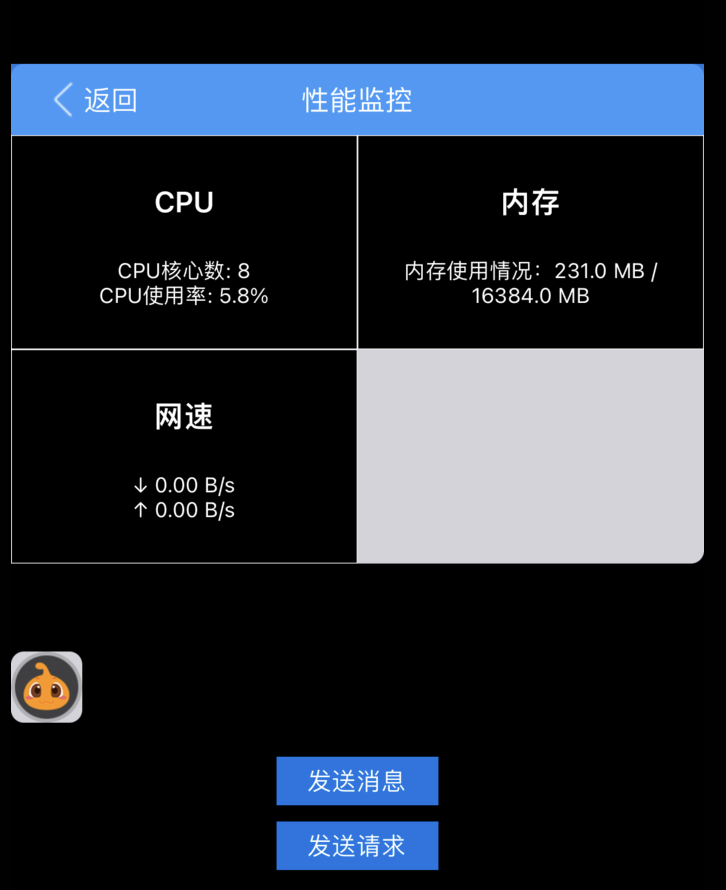 返回
性能监控
CPU
CPU核心数: 8
CPU使用率: 5.8%
内存
内存使用情况：231.0 MB /
16384.0 MB
网速
↓ 0.00 B/s
↑ 0.00 B/s
发送消息
发送请求